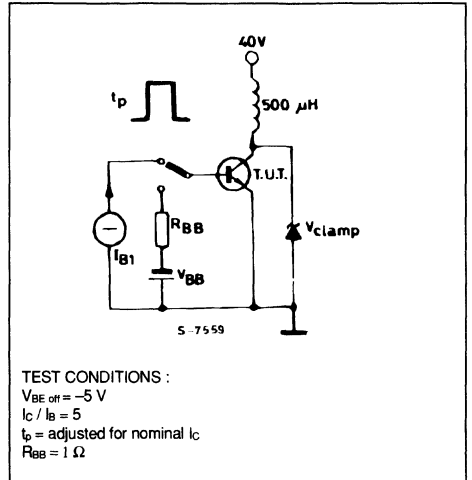 40V
500 µH
tp
T.U.T.
RBB
Vclamp
IB1
VBB
S-7559
TEST CONDITIONS :
VBE off = –5 V
IC / IB = 5
tp = adjusted for nominal IC
RBB = 1 Ω